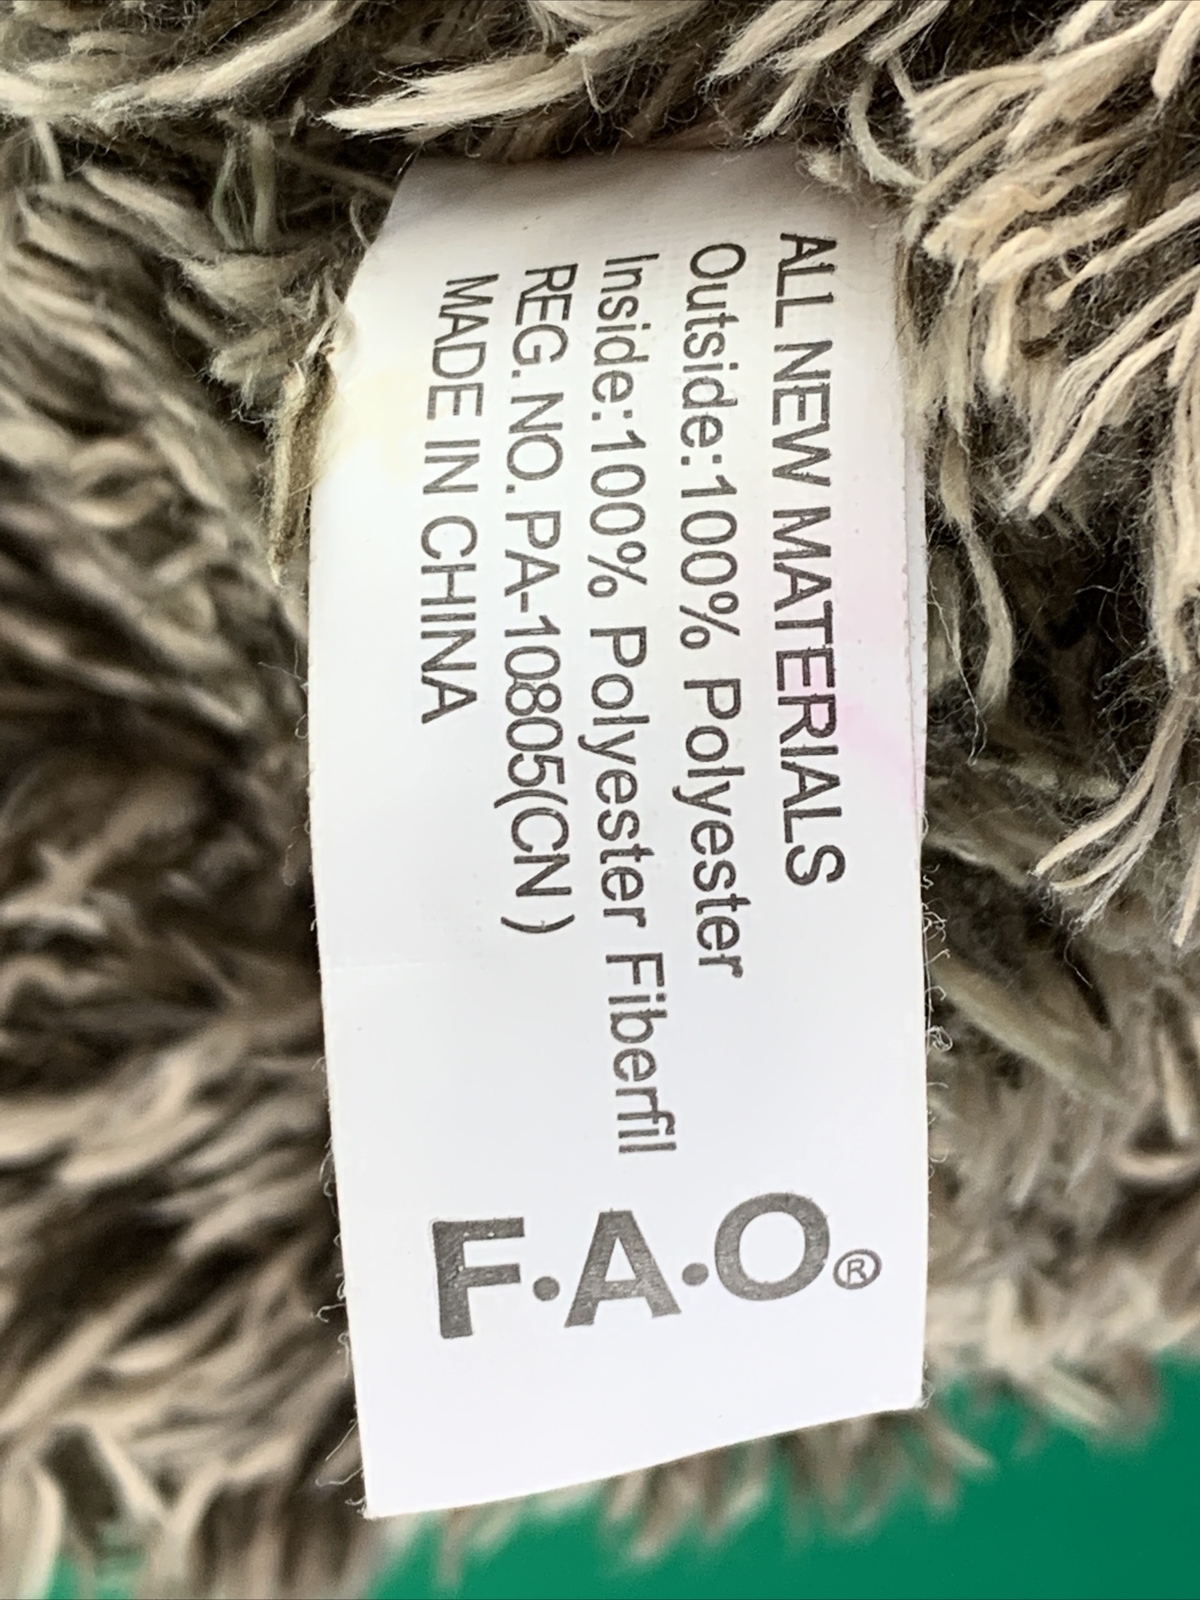 ALL NEW MATERIALS
Outside:100% Polyester
Inside:100% Polyester Fiberfil
REG. NO. PA-10805(CN )
MADE IN CHINA
F•A•O®